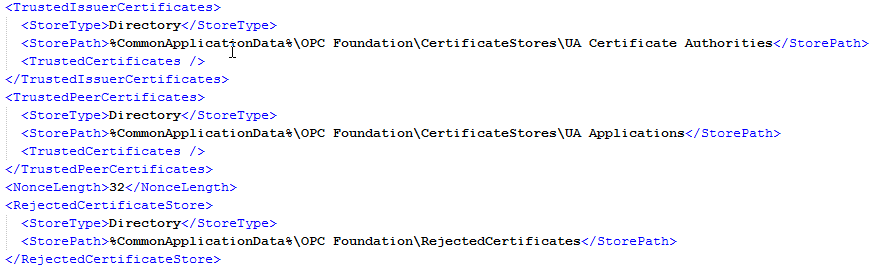 <TrustedIssuerCertificates>
<StoreType>Directory</StoreType>
<StorePath>%CommonApplicationData%\OPC Foundation\CertificateStores\UA Certificate Authorities</StorePath>
<TrustedCertificates />
</TrustedIssuerCertificates>
<TrustedPeerCertificates>
<StoreType>Directory</StoreType>
<StorePath>%CommonApplicationData%\OPC Foundation\CertificateStores\UA Applications</StorePath>
<TrustedCertificates />
</TrustedPeerCertificates>
<NonceLength>32</NonceLength>
<RejectedCertificateStore>
<StoreType>Directory</StoreType>
<StorePath>%CommonApplicationData%\OPC Foundation\RejectedCertificates</StorePath>
</RejectedCertificateStore>